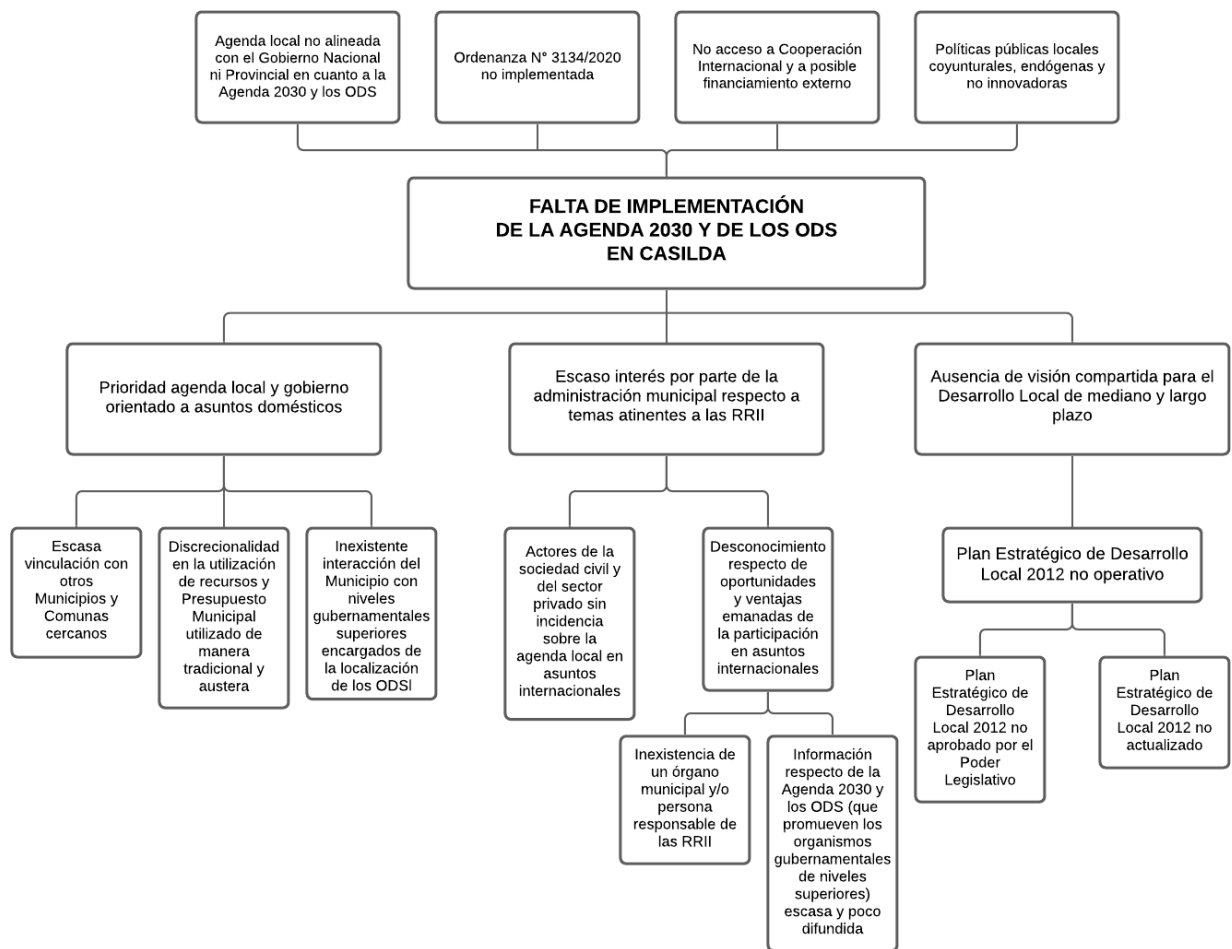 Agenda local no alineada
con el Gobierno Nacional
ni Provincial en cuanto a la
Agenda 2030 y los ODS
Ordenanza N° 3134/2020
no implementada
No acceso a Cooperación
Internacional y a posible
financiamiento externo
Políticas públicas locales
coyunturales, endógenas y
no innovadoras
FALTA DE IMPLEMENTACIÓN
DE LA AGENDA 2030 Y DE LOS ODS
EN CASILDA
Prioridad agenda local y gobierno
orientado a asuntos domésticos
Escaso interés por parte de la
administración municipal respecto a
temas atinentes a las RRII
Ausencia de visión compartida para el
Desarrollo Local de mediano y largo
plazo
Escasa
vinculación con
otros
Municipios y
Comunas
cercanos
Discrecionalidad
en la utilización
de recursos y
Presupuesto
Municipal
utilizado de
manera
tradicional y
austera
Inexistente
interacción del
Municipio con
niveles
gubernamentales
superiores
encargados de
la localización
de los ODSl
Actores de la
sociedad civil y
del sector
privado sin
incidencia
sobre la
agenda local en
asuntos
internacionales
Desconocimiento
respecto de
oportunidades
y ventajas
emanadas de
la participación
en asuntos
internacionales
Plan Estratégico de Desarrollo
Local 2012 no operativo
Inexistencia de
un órgano
municipal y/o
persona
responsable de
las RRII
Información
respecto de la
Agenda 2030 y
los ODS (que
promueven los
organismos
gubernamentales
de niveles
superiores)
escasa y poco
difundida
Plan
Estratégico de
Desarrollo
Local 2012 no
aprobado por el
Poder
Legislativo
Plan
Estratégico de
Desarrollo
Local 2012 no
actualizado